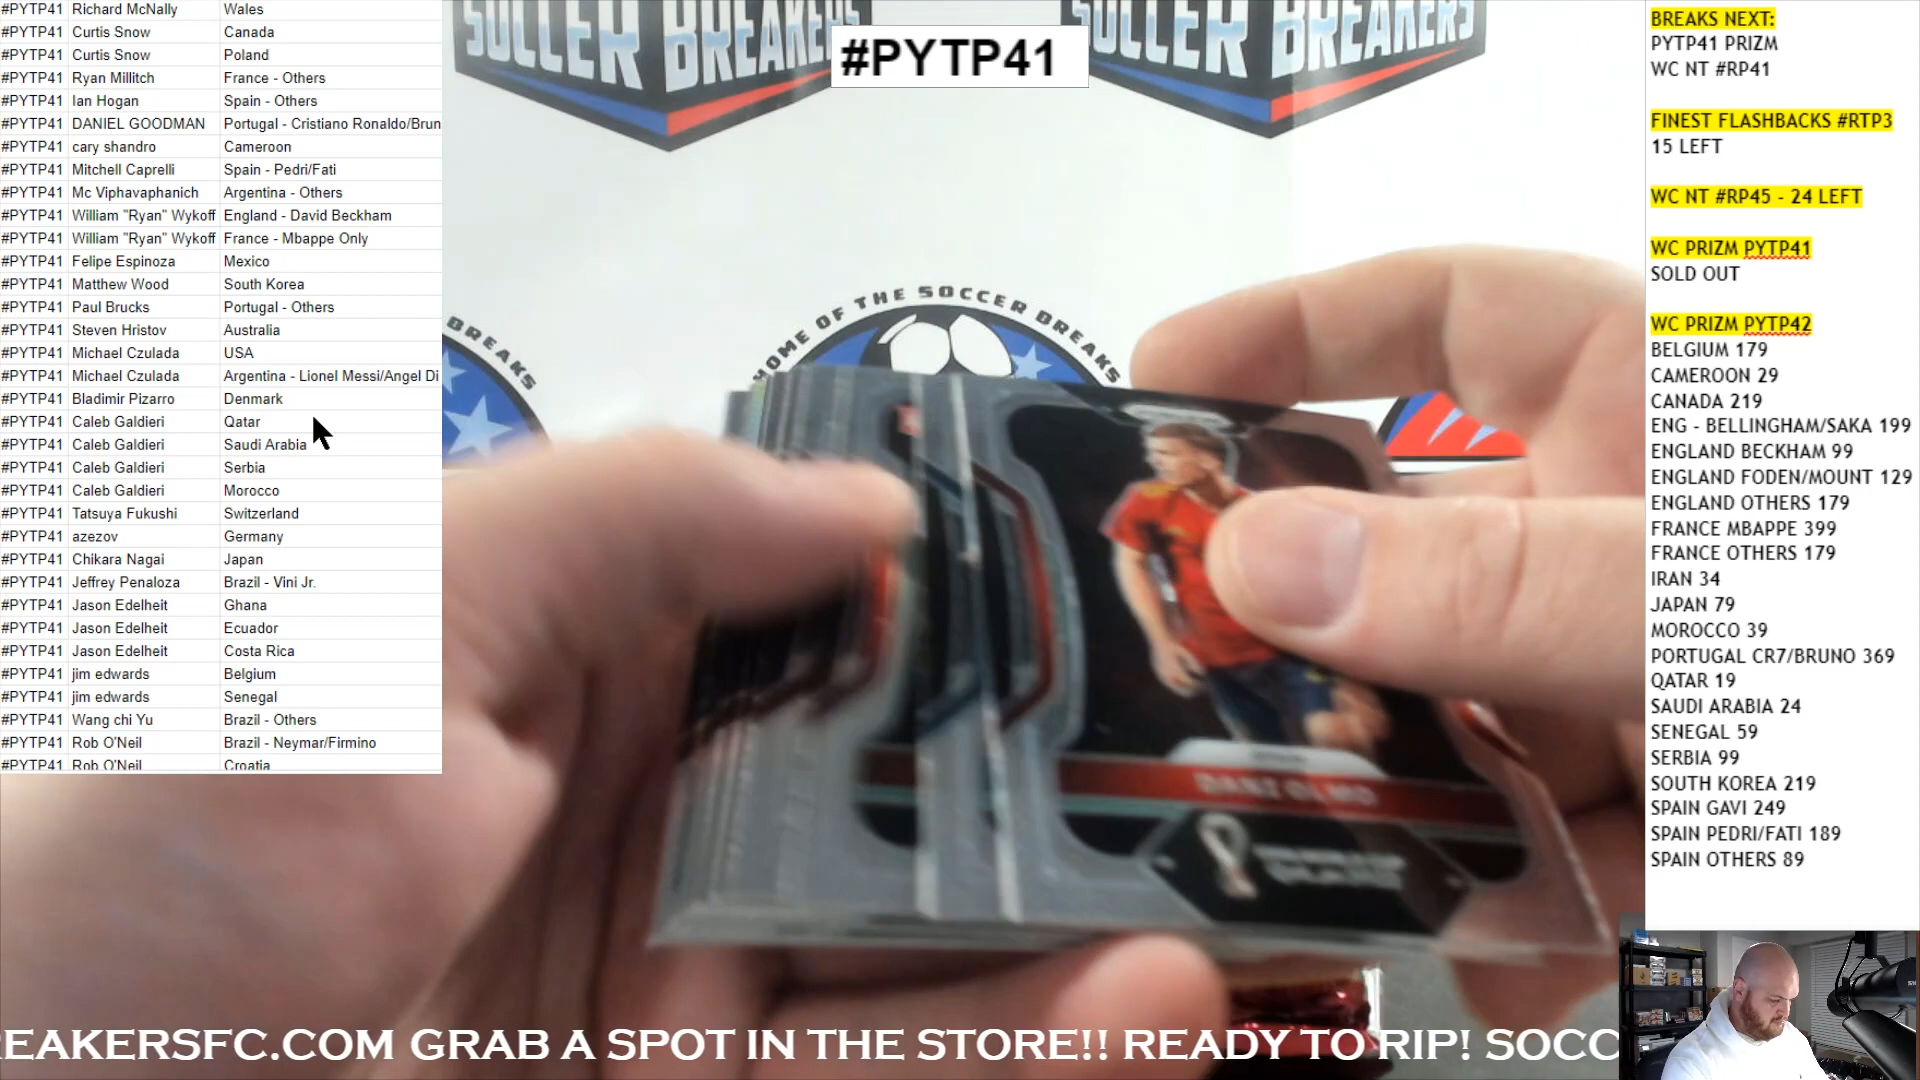 #PYTP41 Richard McNally Wales
#PYTP41 Curtis Snow Canada
#PYTP41 Curtis Snow Poland
#PYTP41 Ryan Millitch France - Others
#PYTP41 Ian Hogan Spain - Others
#PYTP41 DANIEL GOODMAN Portugal - Cristiano Ronaldo/Brun
#PYTP41 cary shandro Cameroon
#PYTP41 Mitchell Caprelli Spain - Pedri/Fati
#PYTP41 Mc Viphavaphanich Argentina - Others
#PYTP41 William "Ryan" Wykoff England - David Beckham
#PYTP41 William "Ryan" Wykoff France - Mbappe Only
#PYTP41 Felipe Espinoza Mexico
#PYTP41 Matthew Wood South Korea
#PYTP41 Paul Brucks Portugal - Others
#PYTP41 Steven Hristov Australia
#PYTP41 Michael Czulada USA
#PYTP41 Michael Czulada Argentina - Lionel Messi/Angel Di
#PYTP41 Bladimir Pizarro Denmark
#PYTP41 Caleb Galdieri Qatar
#PYTP41 Caleb Galdieri Saudi Arabia
#PYTP41 Caleb Galdieri Serbia
#PYTP41 Caleb Galdieri Morocco
#PYTP41 Tatsuya Fukushi Switzerland
#PYTP41 azezov Germany
#PYTP41 Chikara Nagai Japan
#PYTP41 Jeffrey Penaloza Brazil - Vini Jr.
#PYTP41 Jason Edelheit Ghana
#PYTP41 Jason Edelheit Ecuador
#PYTP41 Jason Edelheit Costa Rica
#PYTP41 jim edwards Belgium
#PYTP41 jim edwards Senegal
#PYTP41 Wang chi Yu Brazil - Others
#PYTP41 Rob O'Neil Brazil - Neymar/Firmino
#PYTP41 Rob O'Neil Croatia
SOCCER BREAKERS
#PYTP41
SOCCER BREAKERS
HOME OF THE SOCCER BREAKS
BREAKS
DANI OLMO
BREAKS NEXT:
PYTP41 PRIZM
WC NT #RP41
FINEST FLASHBACKS #RTP3
15 LEFT
WC NT #RP45 - 24 LEFT
WC PRIZM PYTP41
SOLD OUT
WC PRIZM PYTP42
BELGIUM 179
CAMEROON 29
CANADA 219
ENG - BELLINGHAM/SAKA 199
ENGLAND BECKHAM 99
ENGLAND FODEN/MOUNT 129
ENGLAND OTHERS 179
FRANCE MBAPPE 399
FRANCE OTHERS 179
IRAN 34
JAPAN 79
MOROCCO 39
PORTUGAL CR7/BRUNO 369
QATAR 19
SAUDI ARABIA 24
SENEGAL 59
SERBIA 99
SOUTH KOREA 219
SPAIN GAVI 249
SPAIN PEDRI/FATI 189
SPAIN OTHERS 89
REAKERSFC.COM GRAB A SPOT IN THE STORE!! READY TO RIP! SOCC